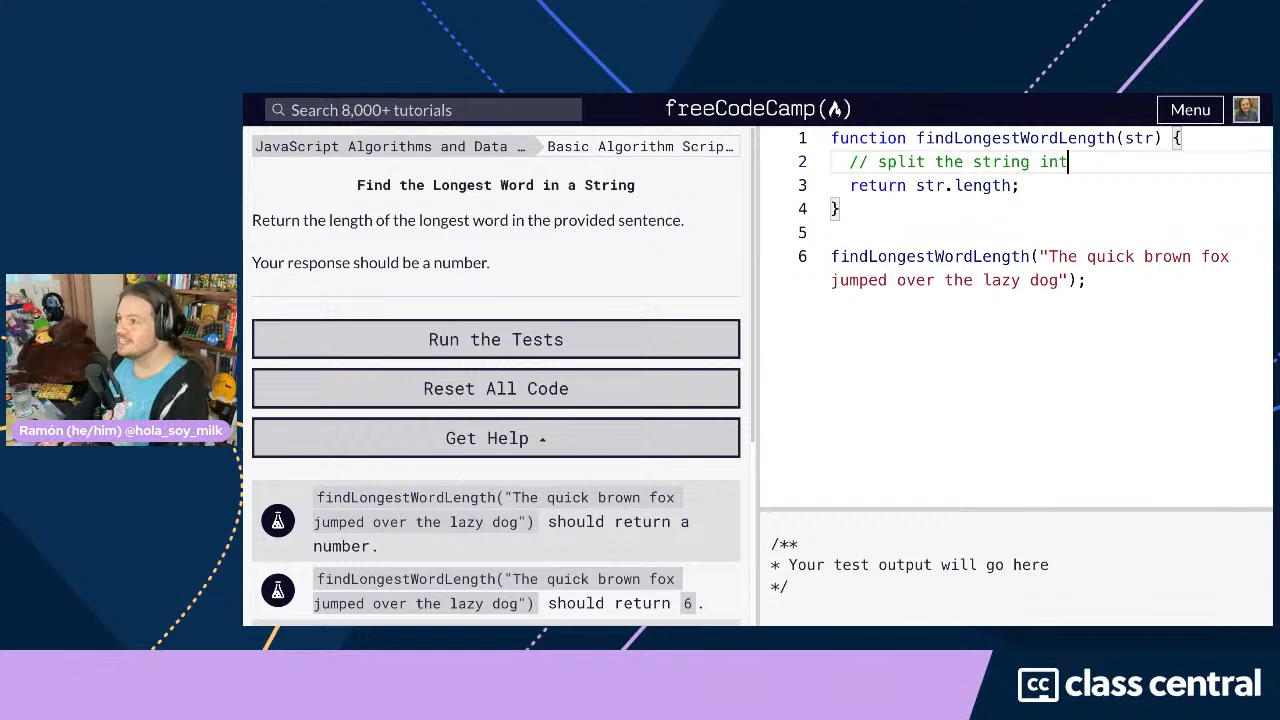 Search 8,000+ tutorials
freeCodeCamp
Menu
JavaScript Algorithms and Data …
Basic Algorithm Scrip…
Find the Longest Word in a String
Return the length of the longest word in the provided sentence.
Your response should be a number.
Run the Tests
Reset All Code
Get Help
findLongestWordLength("The quick brown fox
jumped over the lazy dog") should return a
number.
findLongestWordLength("The quick brown fox
jumped over the lazy dog") should return 6.
1 function findLongestWordLength(str) {
2 // split the string int
3 return str.length;
4 }
5
6 findLongestWordLength("The quick brown fox
jumped over the lazy dog");
/**
* Your test output will go here
*/
Ramón (he/him) @hola_soy_milk
cc class central